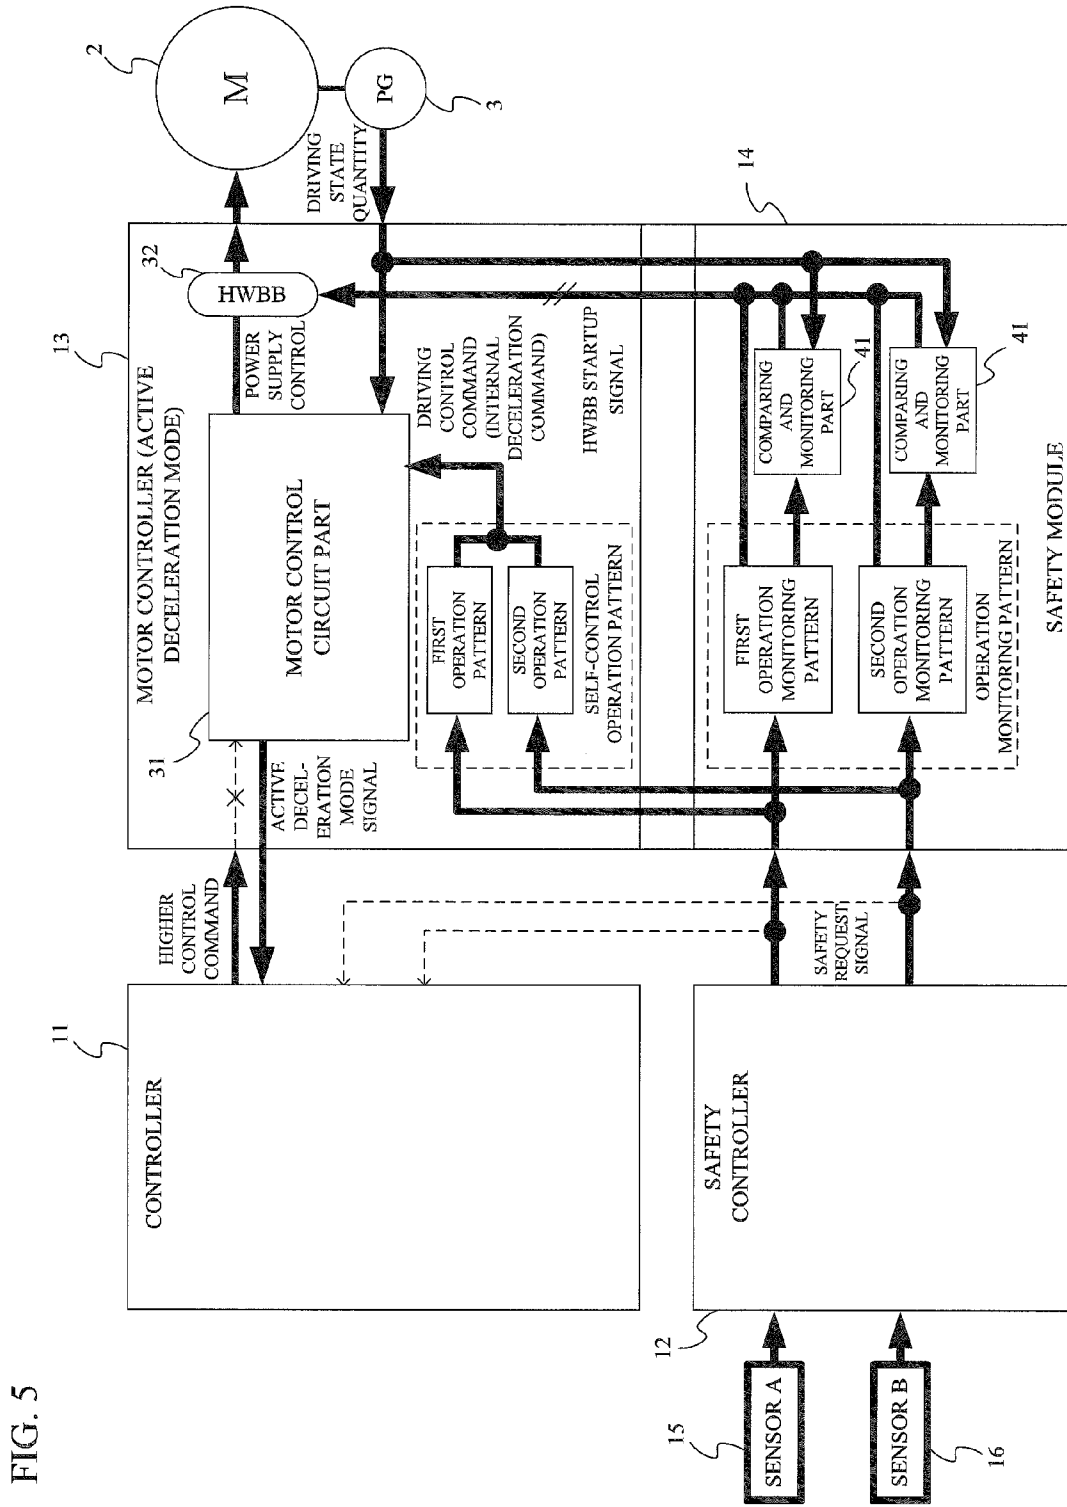 FIG. 5
11
CONTROLLER
HIGHER
CONTROL
COMMAND
ACTIVE
DECEL-
ERATION
MODE
SIGNAL
13
MOTOR CONTROLLER (ACTIVE
DECELERATION MODE)
31
MOTOR CONTROL
CIRCUIT PART
POWER
SUPPLY
CONTROL
32
HWBB
2
M
PG
3
DRIVING
STATE
QUANTITY
DRIVING
CONTROL
COMMAND
(INTERNAL
DECELERATION
COMMAND)
HWBB STARTUP
SIGNAL
FIRST
OPERATION
PATTERN
SECOND
OPERATION
PATTERN
SELF-CONTROL
OPERATION PATTERN
15
SENSOR A
SENSOR B
16
12
SAFETY
CONTROLLER
SAFETY
REQUEST
SIGNAL
14
FIRST
OPERATION
MONITORING
PATTERN
SECOND
OPERATION
MONITORING
PATTERN
OPERATION
MONITORING PATTERN
COMPARING
AND
MONITORING
PART
41
COMPARING
AND
MONITORING
PART
41
SAFETY MODULE